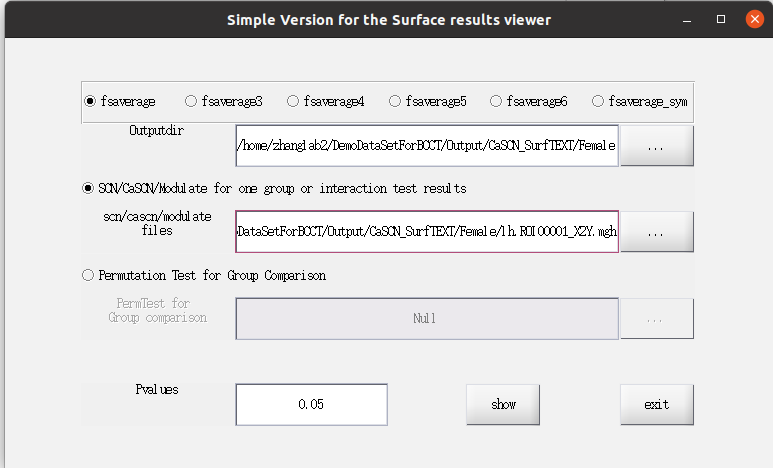 Simple Version for the Surface results viewer
fsaverage fsaverage3 fsaverage4 fsaverage5 fsaverage6 fsaverage_sym
Outputdir /home/zhanglab2/DemoDataSetForBCCT/Output/CaSCN_SurfTEXT/Female ...
SCN/CaSCN/Modulate for one group or interaction test results
scn/cascn/modulate
files
DataSetForBCCT/Output/CaSCN_SurfTEXT/Female/lh.ROI00001_X2Y.mgh ...
Permutation Test for Group Comparison
PermTest for
Group comparison
Null ...
Pvalues 0.05 show exit